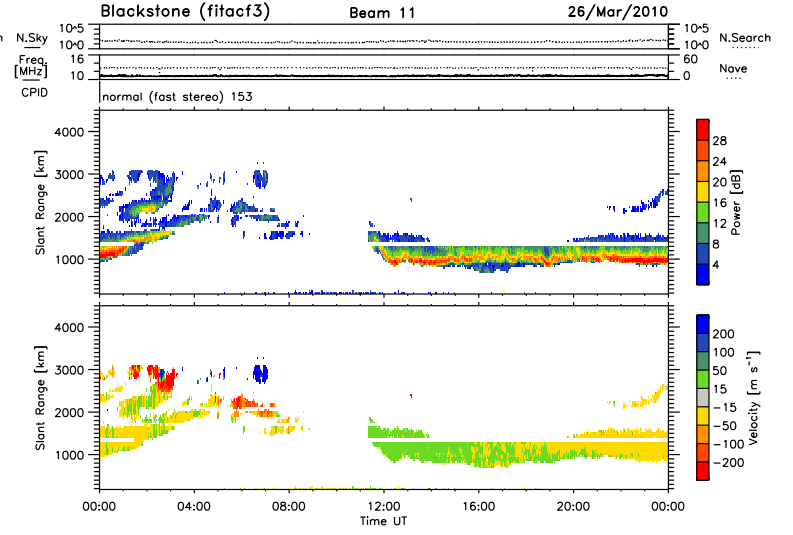 Blackstone (fitacf3) Beam 11 26/Mar/2010
n N.Sky 10^5 10^0 10^5 10^0 N.Search
Freq. [MHz] 16 10 60 0 Nave
CPID normal (fast stereo) 153
Slant Range [km] 4000 3000 2000 1000
28 24 20 16 12 8 4 Power [dB]
Slant Range [km] 4000 3000 2000 1000
200 100 50 15 -15 -50 -100 -200 Velocity [m s⁻¹]
00:00 04:00 08:00 12:00 16:00 20:00 00:00
Time UT